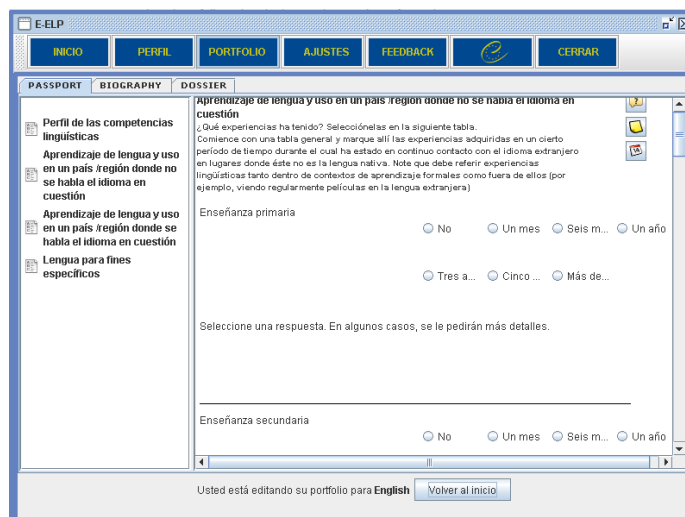 E-ELP
INICIO PERFIL PORTFOLIO AJUSTES FEEDBACK CERRAR
PASSPORT BIOGRAPHY DOSSIER
Perfil de las competencias
lingüísticas
Aprendizaje de lengua y uso
en un país /región donde no
se habla el idioma en
cuestión
Aprendizaje de lengua y uso
en un país /región donde se
habla el idioma en cuestión
Lengua para fines
específicos
Aprendizaje de lengua y uso en un país /región donde no se habla el idioma en
cuestión
¿Qué experiencias ha tenido? Selecciónelas en la siguiente tabla.
Comience con una tabla general y marque allí las experiencias adquiridas en un cierto
período de tiempo durante el cual ha estado en continuo contacto con el idioma extranjero
en lugares donde éste no es la lengua nativa. Note que debe referir experiencias
lingüísticas tanto dentro de contextos de aprendizaje formales como fuera de ellos (por
ejemplo, viendo regularmente películas en la lengua extranjera)
Enseñanza primaria
No Un mes Seis m... Un año
Tres a... Cinco ... Más de...
Seleccione una respuesta. En algunos casos, se le pedirán más detalles.
Enseñanza secundaria
No Un mes Seis m... Un año
Usted está editando su portfolio para English Volver al inicio